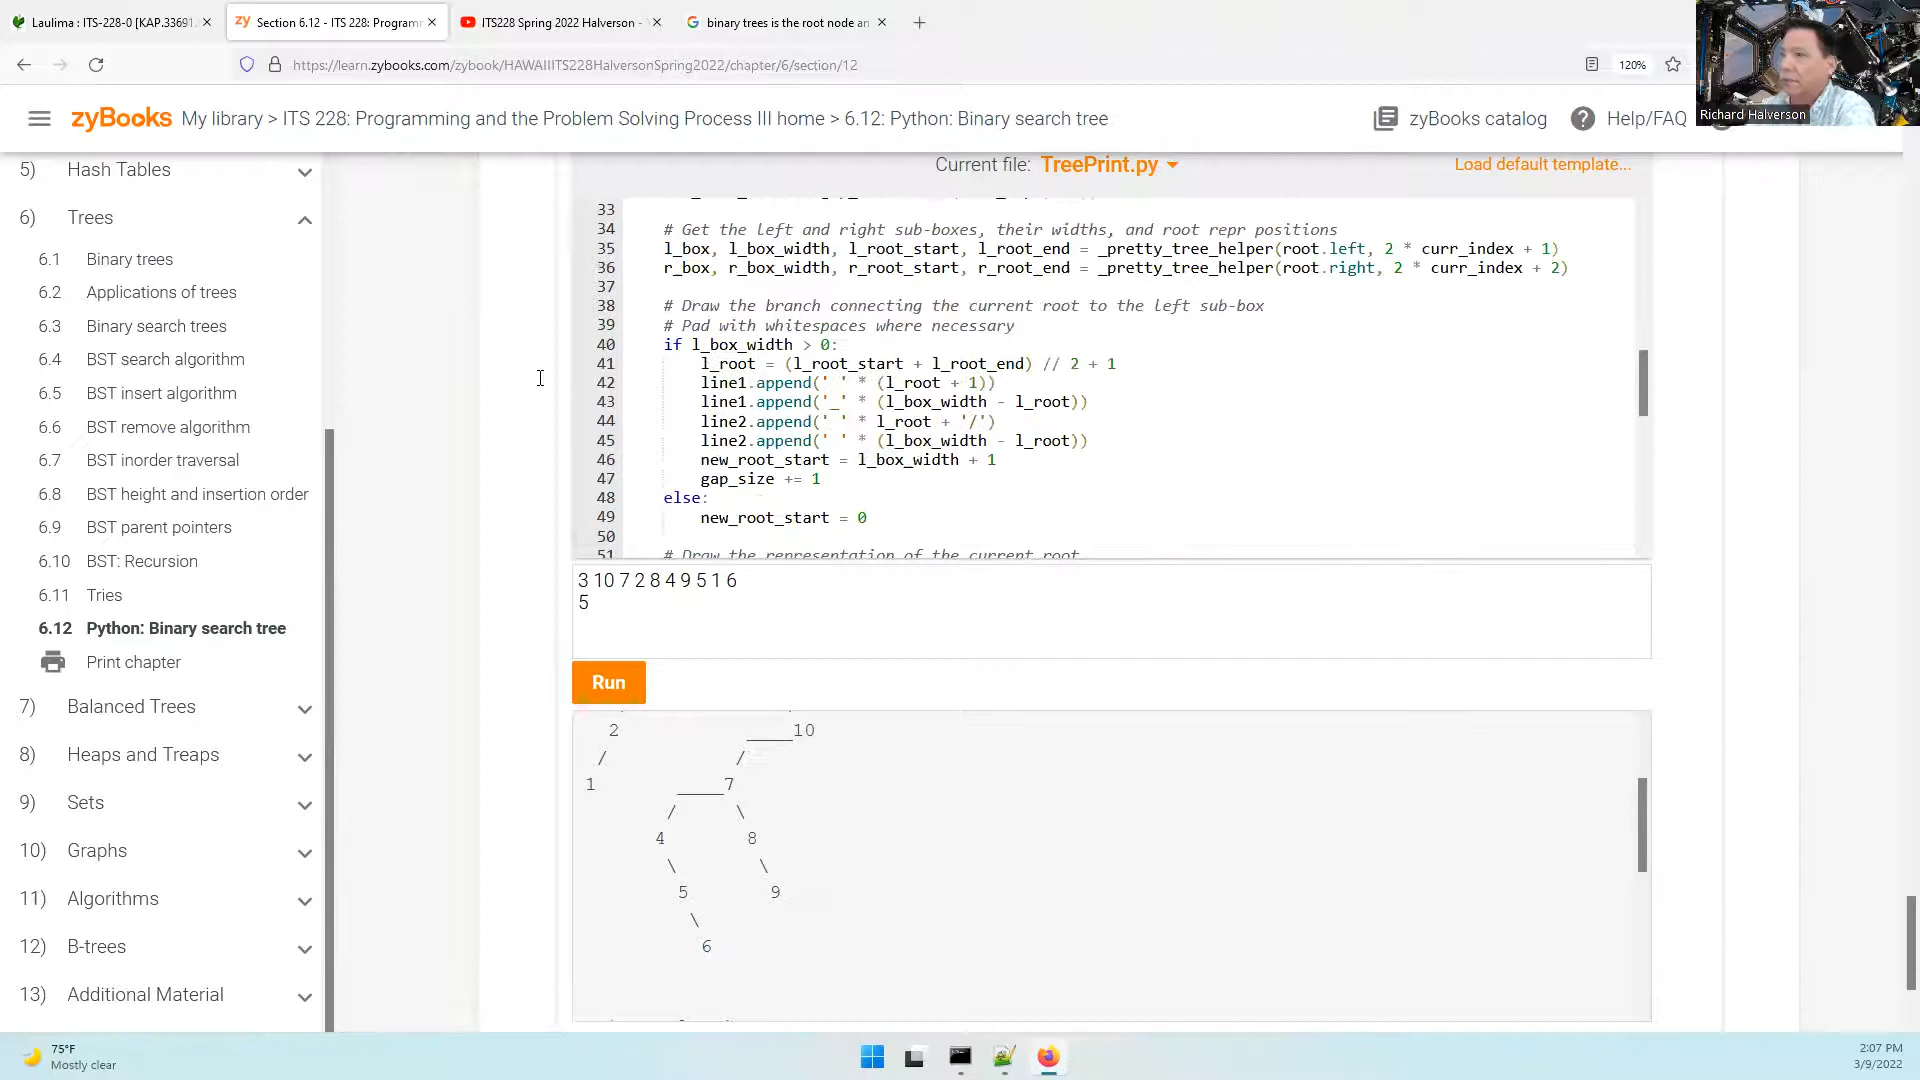 Laulima : ITS-228-0 [KAP.33691
Section 6.12 - ITS 228: Program
ITS228 Spring 2022 Halverson -
binary trees is the root node an
https://learn.zybooks.com/zybook/HAWAIIITS228HalversonSpring2022/chapter/6/section/12
120%
Richard Halverson
zyBooks My library > ITS 228: Programming and the Problem Solving Process III home > 6.12: Python: Binary search tree
zyBooks catalog
Help/FAQ
5) Hash Tables
6) Trees
6.1 Binary trees
6.2 Applications of trees
6.3 Binary search trees
6.4 BST search algorithm
6.5 BST insert algorithm
6.6 BST remove algorithm
6.7 BST inorder traversal
6.8 BST height and insertion order
6.9 BST parent pointers
6.10 BST: Recursion
6.11 Tries
6.12 Python: Binary search tree
Print chapter
7) Balanced Trees
8) Heaps and Treaps
9) Sets
10) Graphs
11) Algorithms
12) B-trees
13) Additional Material
Current file: TreePrint.py
Load default template...
33
34 # Get the left and right sub-boxes, their widths, and root repr positions
35 l_box, l_box_width, l_root_start, l_root_end = _pretty_tree_helper(root.left, 2 * curr_index + 1)
36 r_box, r_box_width, r_root_start, r_root_end = _pretty_tree_helper(root.right, 2 * curr_index + 2)
37
38 # Draw the branch connecting the current root to the left sub-box
39 # Pad with whitespaces where necessary
40 if l_box_width > 0:
41 l_root = (l_root_start + l_root_end) // 2 + 1
42 line1.append(' ' * (l_root + 1))
43 line1.append('_' * (l_box_width - l_root))
44 line2.append(' ' * l_root + '/')
45 line2.append(' ' * (l_box_width - l_root))
46 new_root_start = l_box_width + 1
47 gap_size += 1
48 else:
49 new_root_start = 0
50
51 # Draw the representation of the current root
3 10 7 2 8 4 9 5 1 6
5
Run
2 ____10
/ /
1 ____7
/ \
4 8
\ \
5 9
\
6
75°F
Mostly clear
2:07 PM
3/9/2022